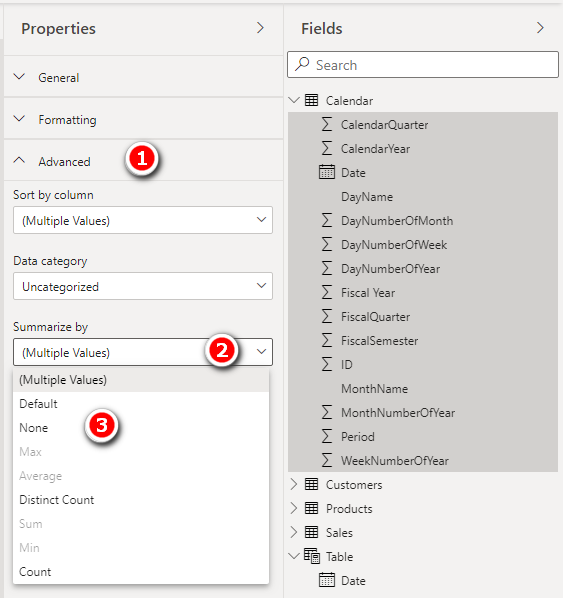 Properties
General
Formatting
Advanced
1
Sort by column
(Multiple Values)
Data category
Uncategorized
Summarize by
(Multiple Values)
2
(Multiple Values)
Default
None
3
Max
Average
Distinct Count
Sum
Min
Count
Fields
Search
Calendar
CalendarQuarter
CalendarYear
Date
DayName
DayNumberOfMonth
DayNumberOfWeek
DayNumberOfYear
Fiscal Year
FiscalQuarter
FiscalSemester
ID
MonthName
MonthNumberOfYear
Period
WeekNumberOfYear
Customers
Products
Sales
Table
Date